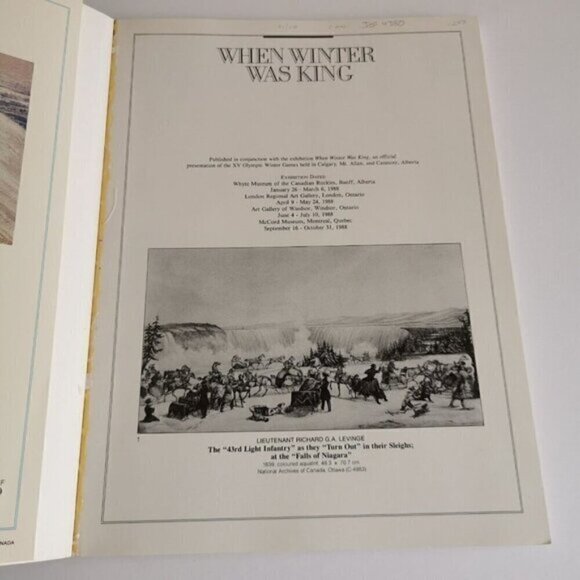 WHEN WINTER
WAS KING
Published in conjunction with the exhibition When Winter Was King, an official
presentation of the XV Olympic Winter Games held in Calgary, Mt. Allan, and Canmore, Alberta
EXHIBITION DATES
Whyte Museum of the Canadian Rockies, Banff, Alberta
January 26 - March 6, 1988
London Regional Art Gallery, London, Ontario
April 9 - May 24, 1988
Art Gallery of Windsor, Windsor, Ontario
June 4 - July 10, 1988
McCord Museum, Montreal, Quebec
September 16 - October 31, 1988
1
LIEUTENANT RICHARD G.A. LEVINGE
The "43rd Light Infantry" as they "Turn Out" in their Sleighs;
at the "Falls of Niagara"
1839, coloured aquatint, 48.3 x 70.7 cm
National Archives of Canada, Ottawa (C-4983)
F
NADA